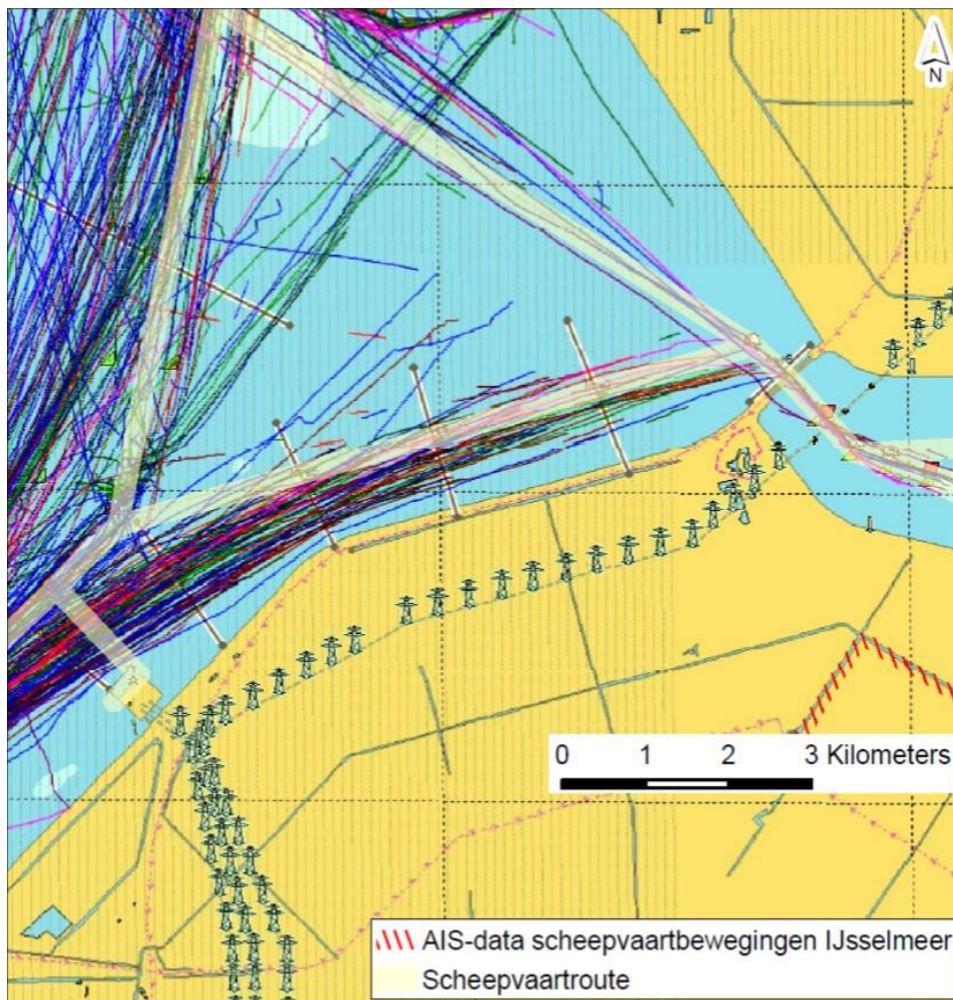 N
0 1 2 3 Kilometers
AIS-data scheepvaartbewegingen IJsselmeer
Scheepvaartroute